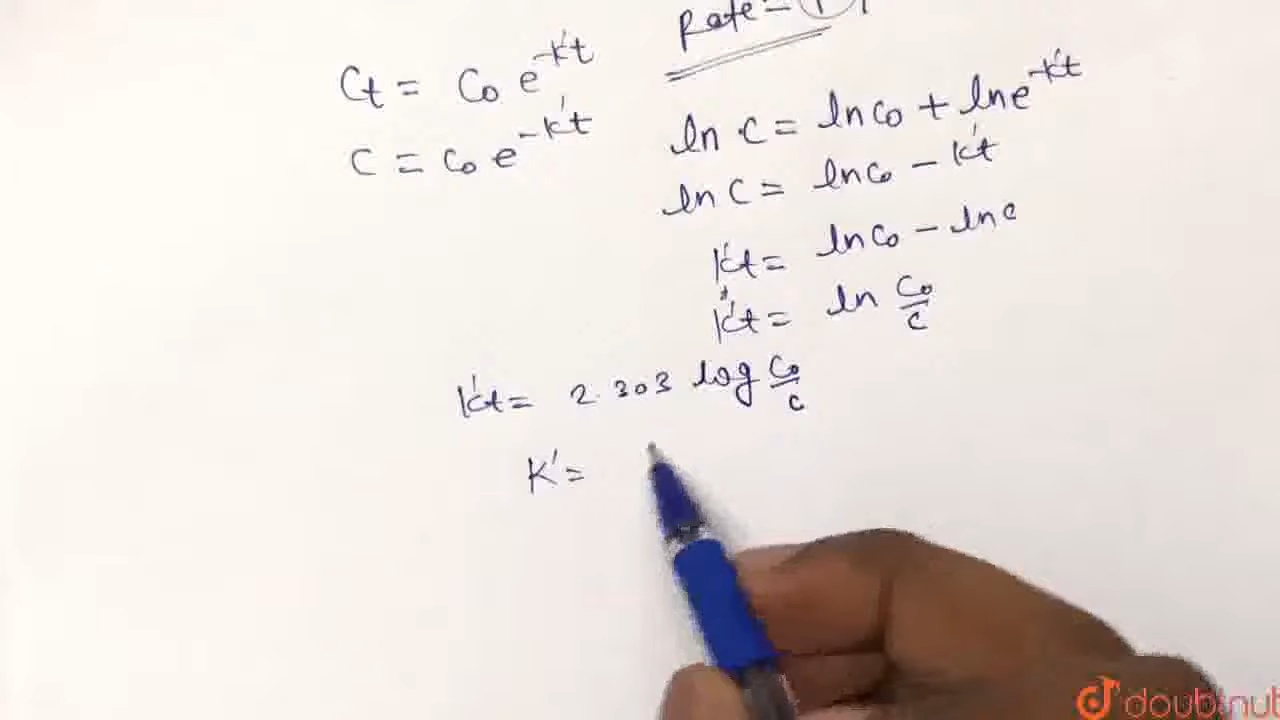 Rate =
Ct = C₀ e^-k't
C = C₀ e^-k't
ln C = ln C₀ + ln e^-k't
ln C = ln C₀ - k't
k't = ln C₀ - ln C
k't = ln C₀/C
k't = 2.303 log C₀/C
K' =
doubtnut